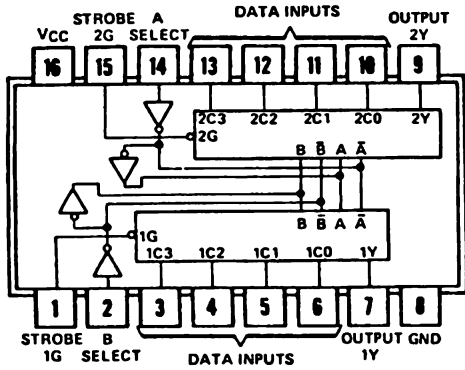 STROBE A DATA INPUTS OUTPUT
VCC 2G SELECT 2Y
16 15 14 13 12 11 10 9
2C3 2C2 2C1 2C0 2Y
2G
B B̅ A A̅
B B̅ A A̅
1G
1C3 1C2 1C1 1C0 1Y
1 2 3 4 5 6 7 8
STROBE B DATA INPUTS OUTPUT GND
1G SELECT 1Y